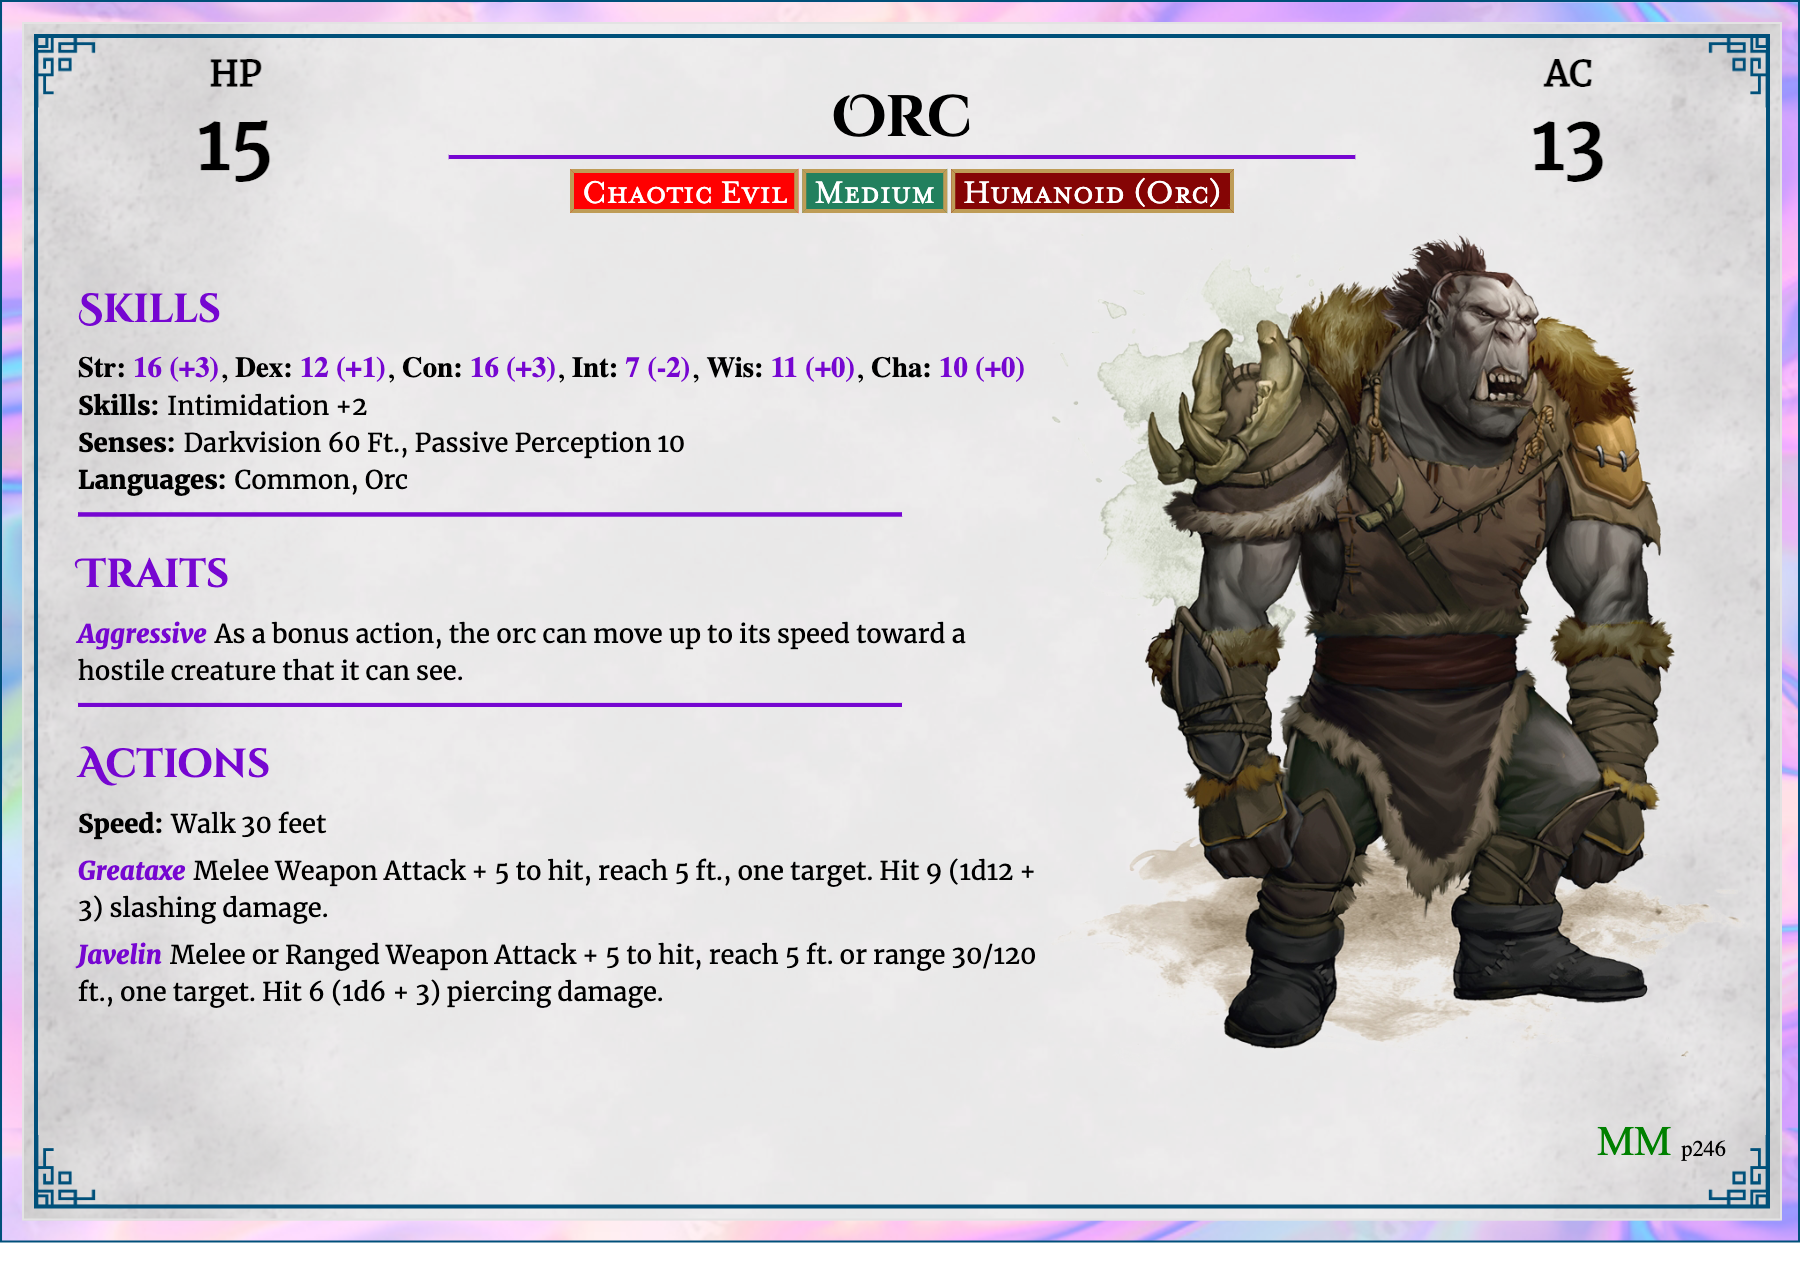 HP
15
Orc
AC
13
Chaotic Evil Medium Humanoid (Orc)
Skills
Str: 16 (+3), Dex: 12 (+1), Con: 16 (+3), Int: 7 (-2), Wis: 11 (+0), Cha: 10 (+0)
Skills: Intimidation +2
Senses: Darkvision 60 Ft., Passive Perception 10
Languages: Common, Orc
Traits
Aggressive As a bonus action, the orc can move up to its speed toward a
hostile creature that it can see.
Actions
Speed: Walk 30 feet
Greataxe Melee Weapon Attack + 5 to hit, reach 5 ft., one target. Hit 9 (1d12 +
3) slashing damage.
Javelin Melee or Ranged Weapon Attack + 5 to hit, reach 5 ft. or range 30/120
ft., one target. Hit 6 (1d6 + 3) piercing damage.
MM p246